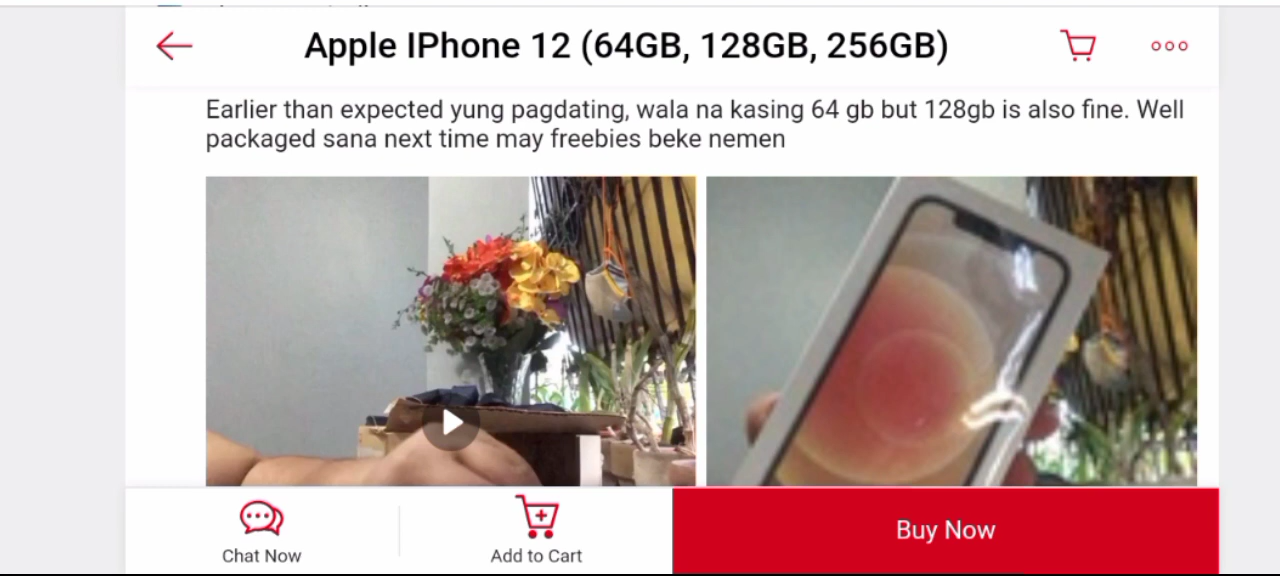 Apple IPhone 12 (64GB, 128GB, 256GB)
Earlier than expected yung pagdating, wala na kasing 64 gb but 128gb is also fine. Well
packaged sana next time may freebies beke nemen
Chat Now
Add to Cart
Buy Now